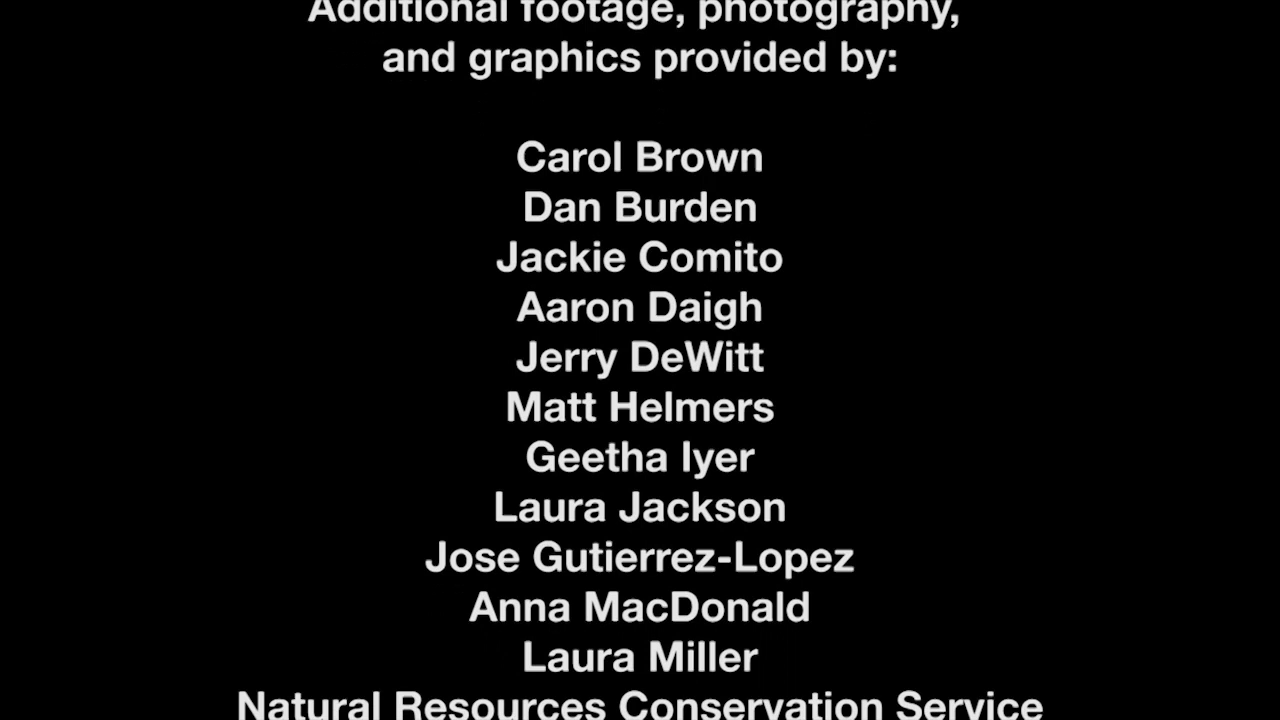 Additional footage, photography,
and graphics provided by:
Carol Brown
Dan Burden
Jackie Comito
Aaron Daigh
Jerry DeWitt
Matt Helmers
Geetha Iyer
Laura Jackson
Jose Gutierrez-Lopez
Anna MacDonald
Laura Miller
Natural Resources Conservation Service